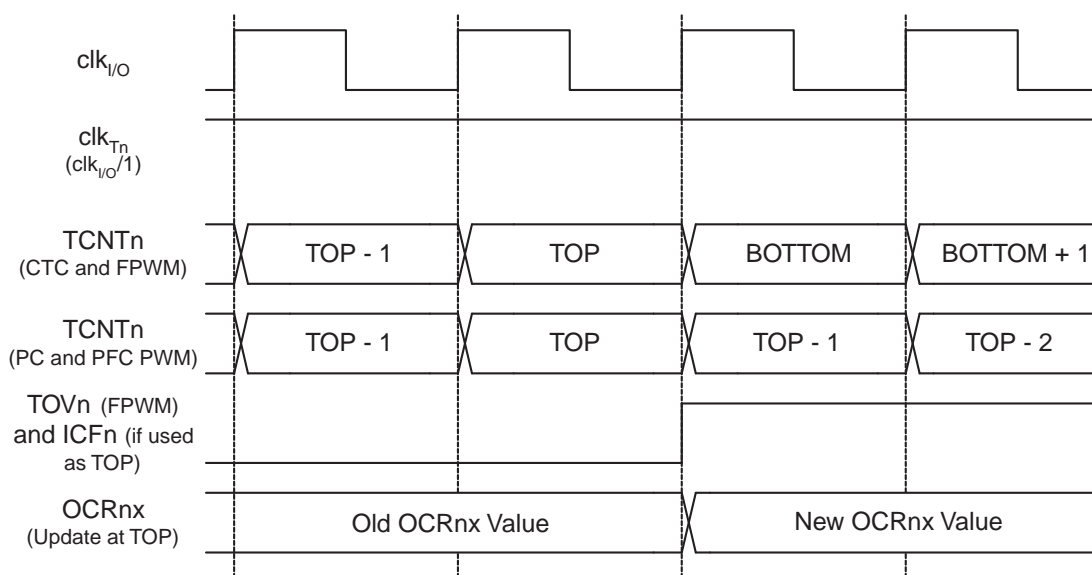 clkI/O
clkTn
(clkI/O/1)
TCNTn
(CTC and FPWM)
TOP - 1
TOP
BOTTOM
BOTTOM + 1
TCNTn
(PC and PFC PWM)
TOP - 1
TOP
TOP - 1
TOP - 2
TOVn (FPWM)
and ICFn (if used
as TOP)
OCRnx
(Update at TOP)
Old OCRnx Value
New OCRnx Value